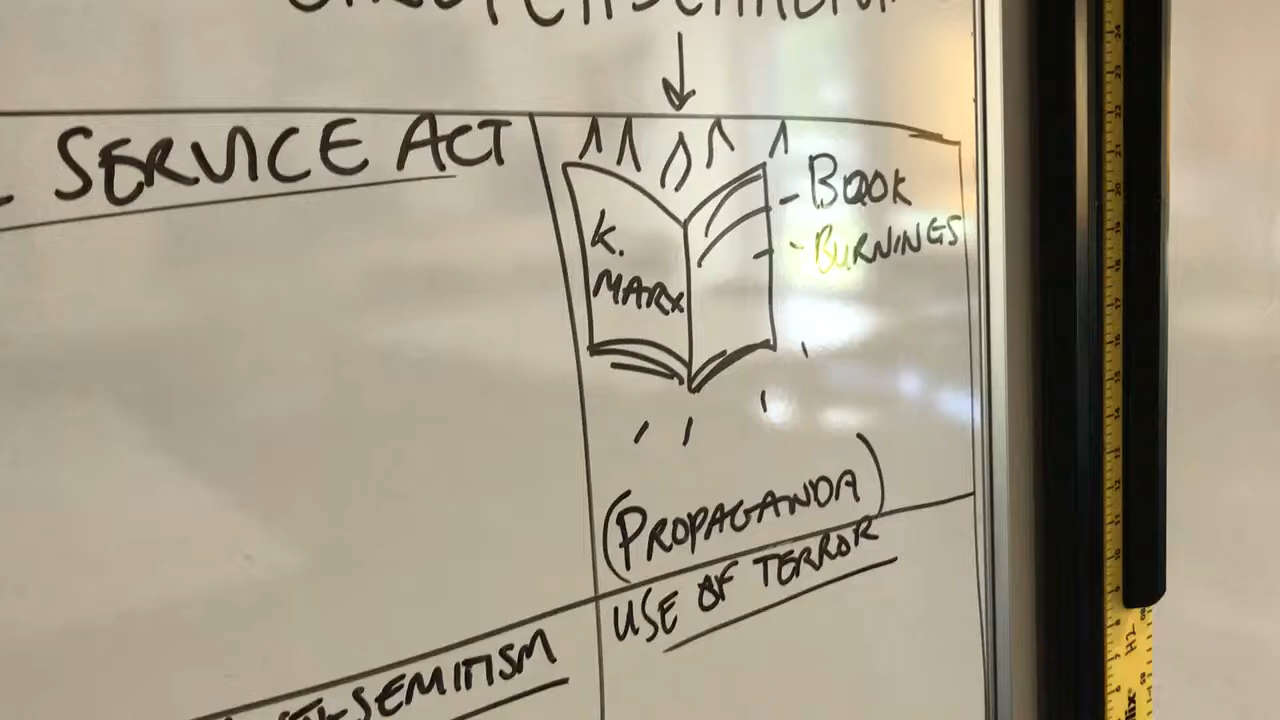 SERVICE ACT
- BOOK
- BURNINGS
K.
MARX
(PROPAGANDA)
USE OF TERROR
-SEMITISM